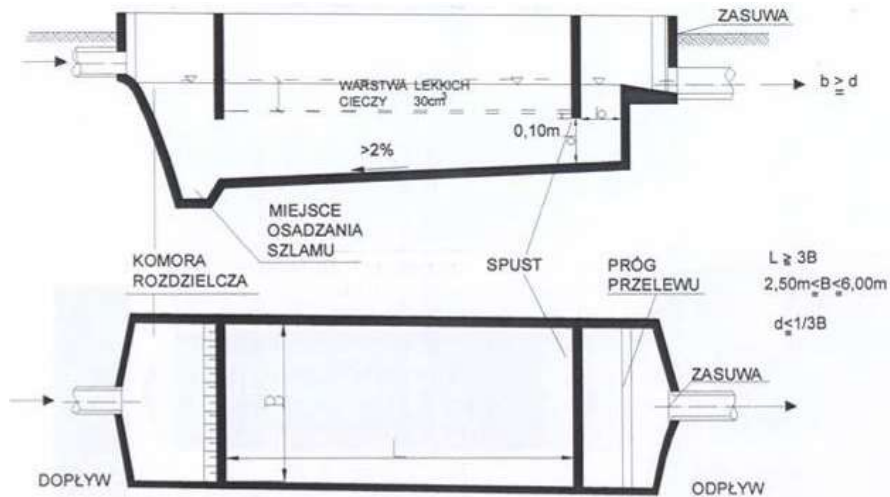 ZASUWA
b ≥ d
WARSTWA LEKKICH
CIECZY 30cm³
b
0,10m
d
>2%
MIEJSCE
OSADZANIA
SZLAMU
KOMORA
ROZDZIELCZA
SPUST
PRÓG
PRZELEWU
L ≥ 3B
2,50m≤B≤6,00m
d≤1/3B
B
ZASUWA
L
DOPŁYW
ODPŁYW